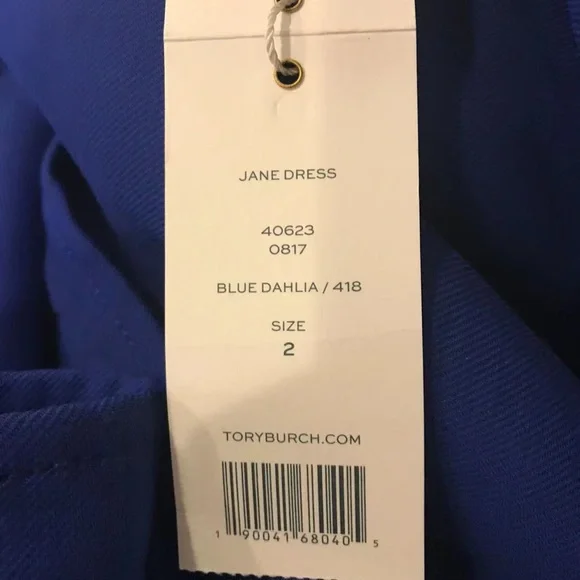 JANE DRESS
40623
0817
BLUE DAHLIA / 418
SIZE
2
TORYBURCH.COM
1 90041 68040 5